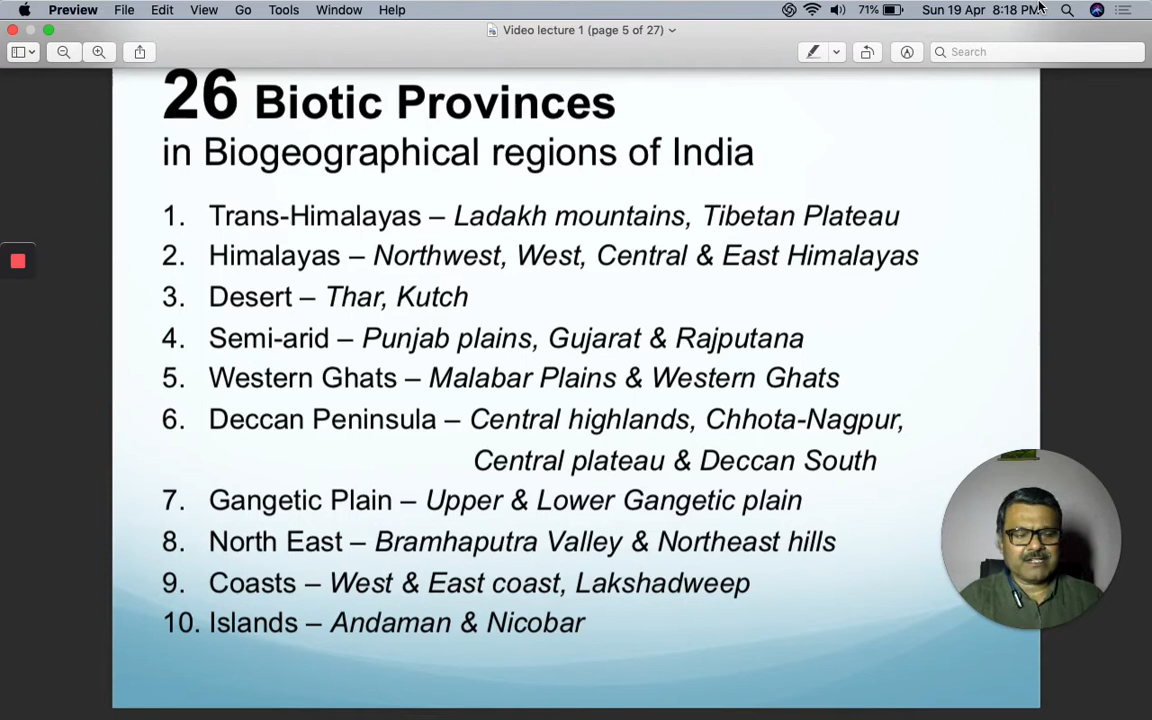 Preview File Edit View Go Tools Window Help 71% Sun 19 Apr 8:18 PM
Video lecture 1 (page 5 of 27)
Search
26 Biotic Provinces
in Biogeographical regions of India
1. Trans-Himalayas – Ladakh mountains, Tibetan Plateau
2. Himalayas – Northwest, West, Central & East Himalayas
3. Desert – Thar, Kutch
4. Semi-arid – Punjab plains, Gujarat & Rajputana
5. Western Ghats – Malabar Plains & Western Ghats
6. Deccan Peninsula – Central highlands, Chhota-Nagpur,
Central plateau & Deccan South
7. Gangetic Plain – Upper & Lower Gangetic plain
8. North East – Bramhaputra Valley & Northeast hills
9. Coasts – West & East coast, Lakshadweep
10. Islands – Andaman & Nicobar